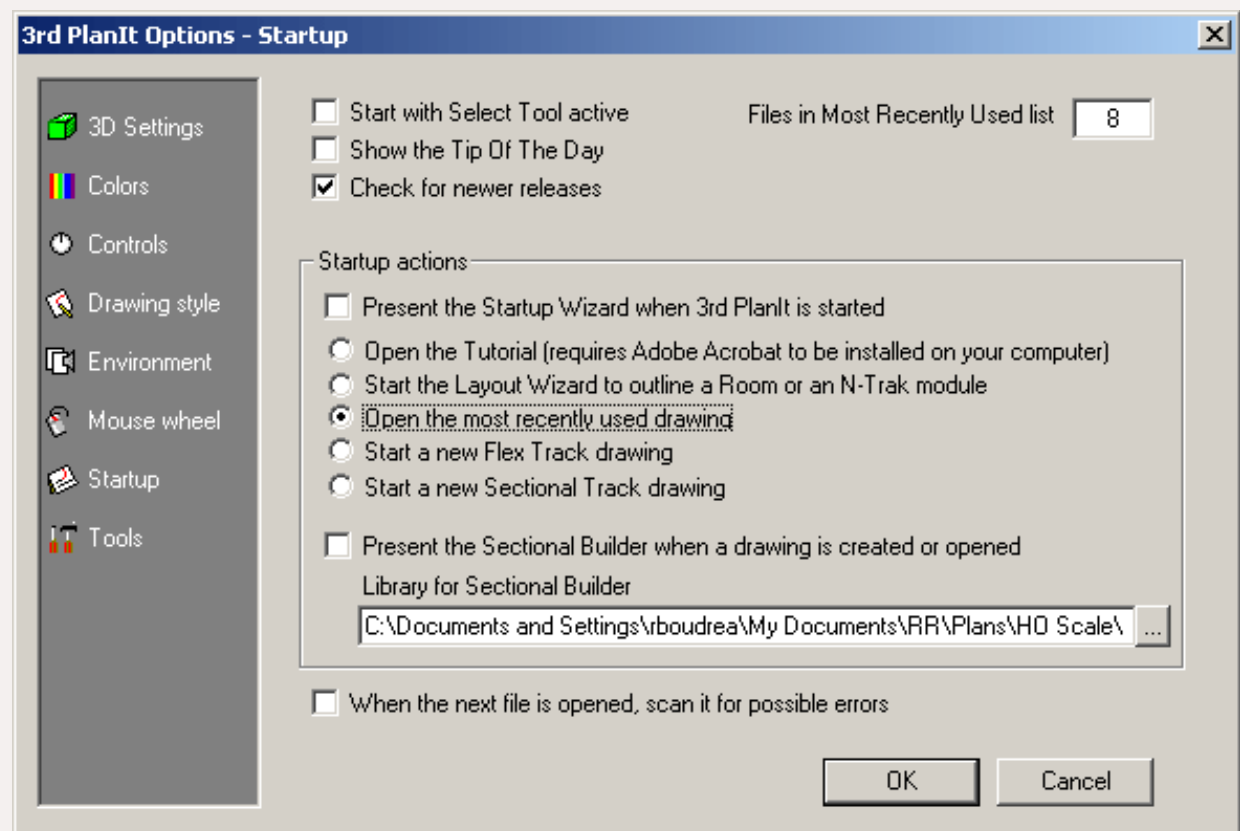 3rd PlanIt Options - Startup
3D Settings
Colors
Controls
Drawing style
Environment
Mouse wheel
Startup
Tools
Start with Select Tool active
Files in Most Recently Used list 8
Show the Tip Of The Day
Check for newer releases
Startup actions
Present the Startup Wizard when 3rd PlanIt is started
Open the Tutorial (requires Adobe Acrobat to be installed on your computer)
Start the Layout Wizard to outline a Room or an N-Trak module
Open the most recently used drawing
Start a new Flex Track drawing
Start a new Sectional Track drawing
Present the Sectional Builder when a drawing is created or opened
Library for Sectional Builder
C:\Documents and Settings\rboudrea\My Documents\RR\Plans\HO Scale\ ...
When the next file is opened, scan it for possible errors
OK Cancel